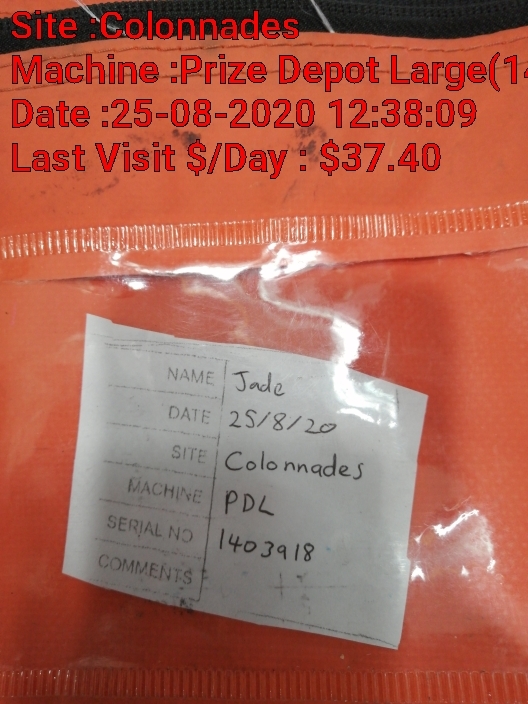 Site :Colonnades
Machine :Prize Depot Large(14
Date :25-08-2020 12:38:09
Last Visit $/Day : $37.40
NAME Jade
DATE 25/8/20
SITE Colonnades
MACHINE PDL
SERIAL NO 1403918
COMMENTS